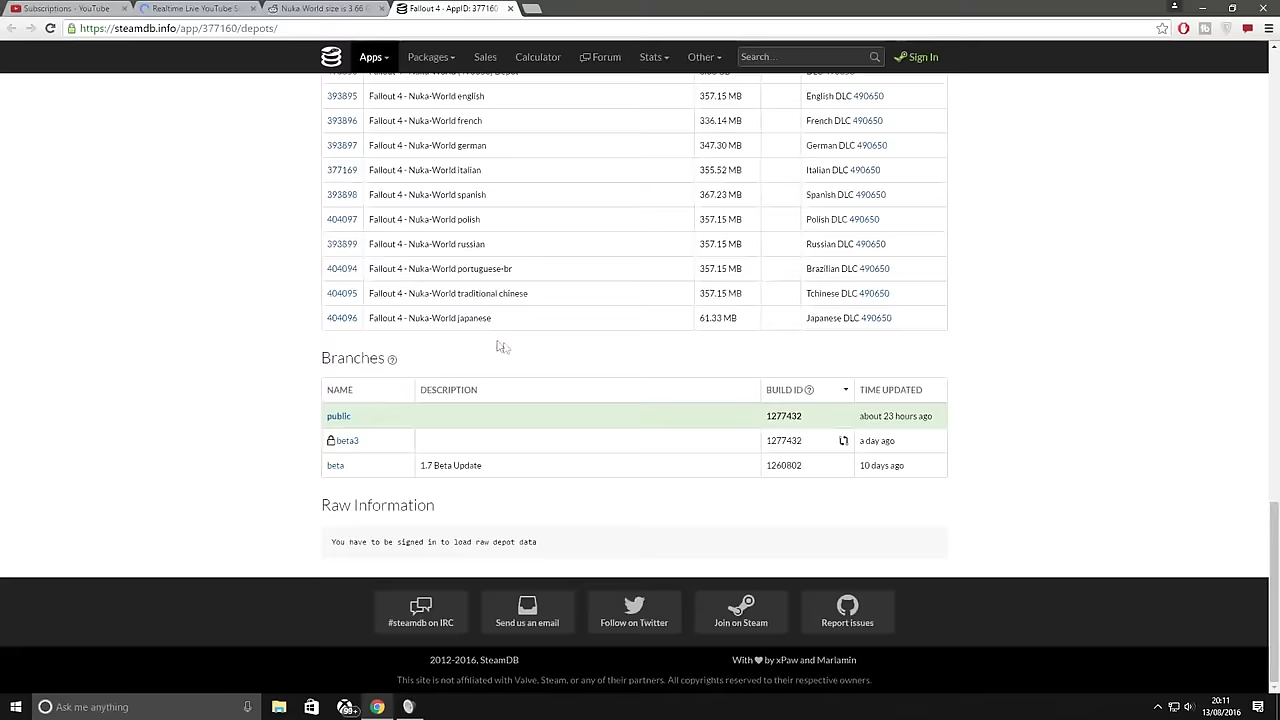 Subscriptions - YouTube
Realtime Live YouTube S
Nuka World size is 3.66 G
Fallout 4 - AppID: 377160
https://steamdb.info/app/377160/depots/
Apps Packages Sales Calculator Forum Stats Other Search... Sign In
393895 Fallout 4 - Nuka-World english 357.15 MB English DLC 490650
393896 Fallout 4 - Nuka-World french 336.14 MB French DLC 490650
393897 Fallout 4 - Nuka-World german 347.30 MB German DLC 490650
377169 Fallout 4 - Nuka-World italian 355.52 MB Italian DLC 490650
393898 Fallout 4 - Nuka-World spanish 367.23 MB Spanish DLC 490650
404097 Fallout 4 - Nuka-World polish 357.15 MB Polish DLC 490650
393899 Fallout 4 - Nuka-World russian 357.15 MB Russian DLC 490650
404094 Fallout 4 - Nuka-World portuguese-br 357.15 MB Brazilian DLC 490650
404095 Fallout 4 - Nuka-World traditional chinese 357.15 MB Tchinese DLC 490650
404096 Fallout 4 - Nuka-World japanese 61.33 MB Japanese DLC 490650
Branches
NAME DESCRIPTION BUILD ID TIME UPDATED
public 1277432 about 23 hours ago
beta3 1277432 a day ago
beta 1.7 Beta Update 1260802 10 days ago
Raw Information
You have to be signed in to load raw depot data
#steamdb on IRC Send us an email Follow on Twitter Join on Steam Report issues
2012-2016, SteamDB With by xPaw and Marlamin
This site is not affiliated with Valve, Steam, or any of their partners. All copyrights reserved to their respective owners.
Ask me anything
99+
20:11
13/08/2016